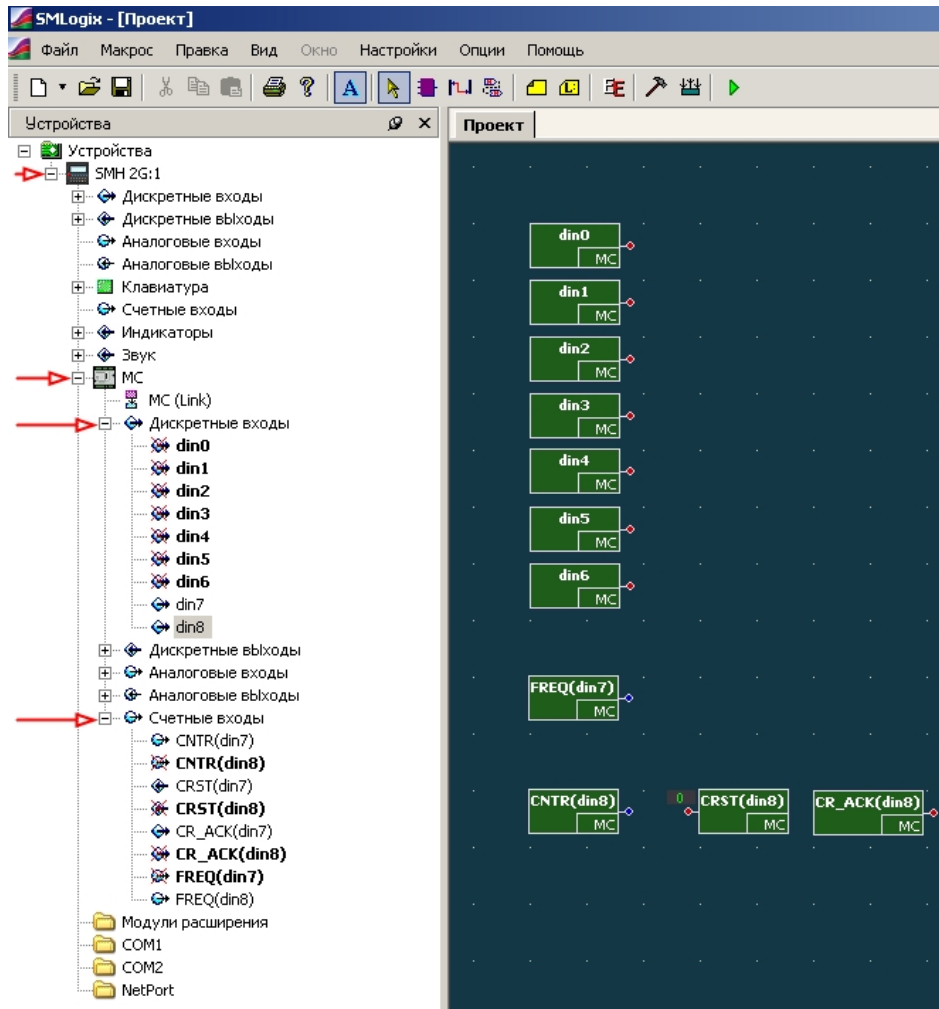 SMLogix - [Проект]
Файл Макрос Правка Вид Окно Настройки Опции Помощь
A
Устройства
Проект
Устройства
SMH 2G:1
Дискретные входы
Дискретные выходы
Аналоговые входы
Аналоговые выходы
Клавиатура
Счетные входы
Индикаторы
Звук
MC
MC (Link)
Дискретные входы
din0
din1
din2
din3
din4
din5
din6
din7
din8
Дискретные выходы
Аналоговые входы
Аналоговые выходы
Счетные входы
CNTR(din7)
CNTR(din8)
CRST(din7)
CRST(din8)
CR_ACK(din7)
CR_ACK(din8)
FREQ(din7)
FREQ(din8)
Модули расширения
COM1
COM2
NetPort
din0
MC
din1
MC
din2
MC
din3
MC
din4
MC
din5
MC
din6
MC
FREQ(din7)
MC
CNTR(din8)
MC
0
CRST(din8)
MC
CR_ACK(din8)
MC